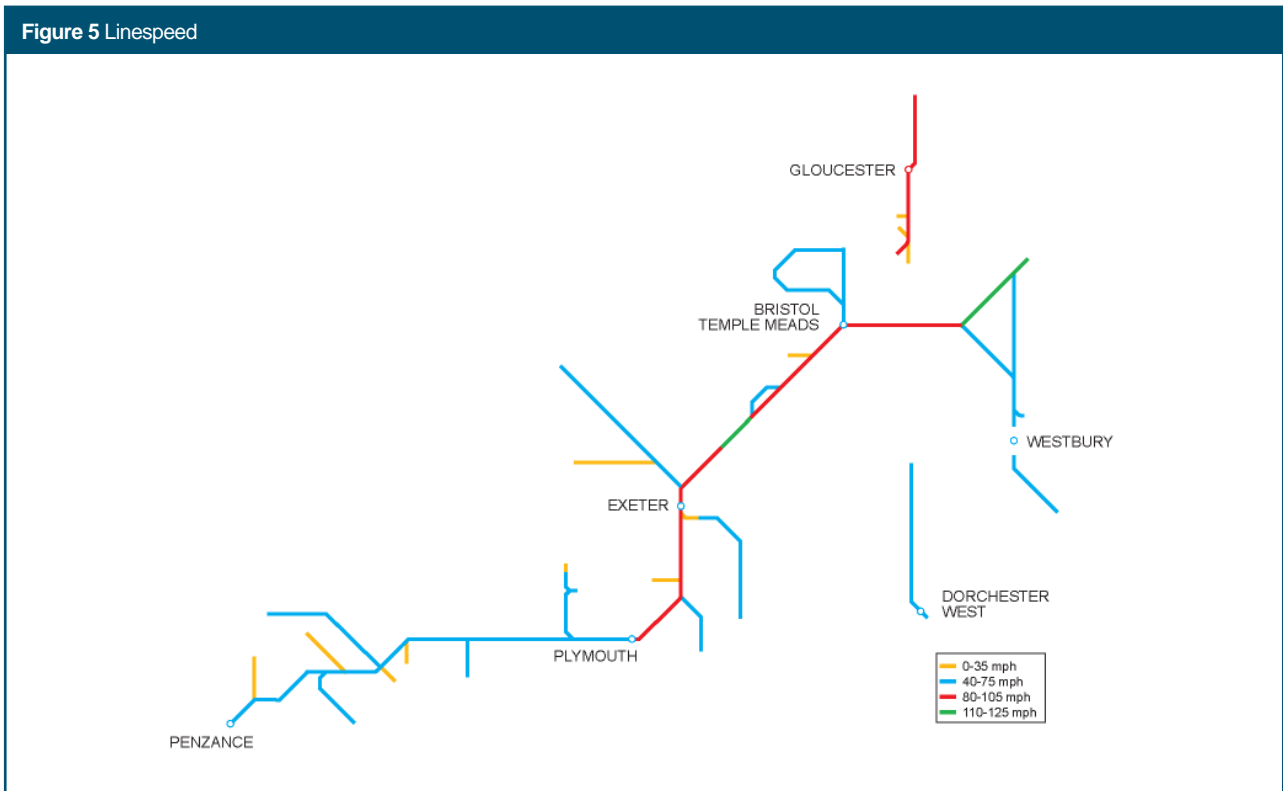 Figure 5 Linespeed
GLOUCESTER
BRISTOL
TEMPLE MEADS
WESTBURY
EXETER
DORCHESTER
WEST
PLYMOUTH
PENZANCE
0-35 mph
40-75 mph
80-105 mph
110-125 mph